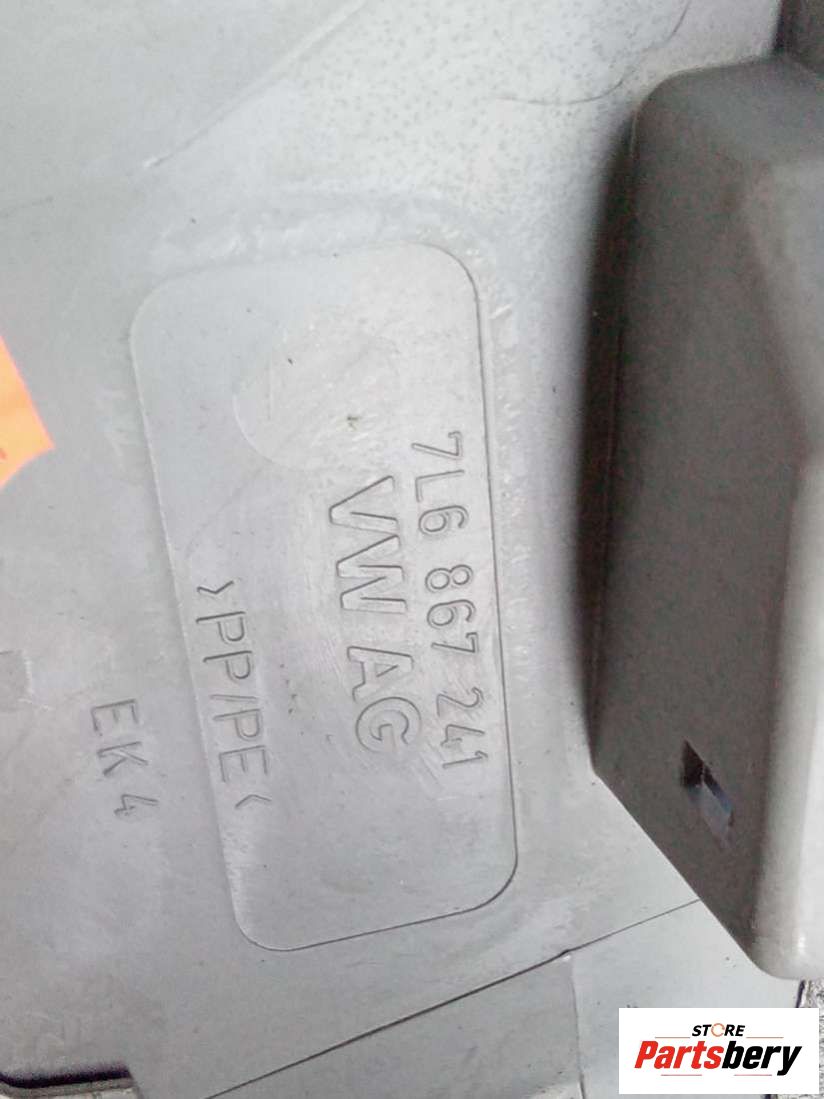 7L6 867 241
VW AG
>PP/PE<
EK4
STORE
Partsbery